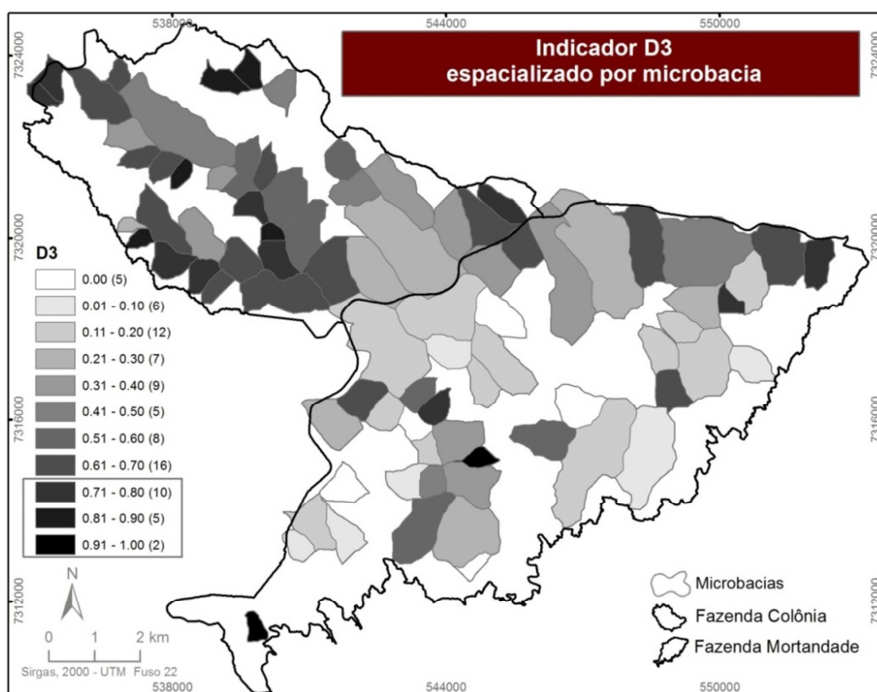 538000
544000
550000
7324000
7324000
Indicador D3
espacializado por microbacia
7320000
7320000
D3
0.00 (5)
0.01 - 0.10 (6)
0.11 - 0.20 (12)
0.21 - 0.30 (7)
0.31 - 0.40 (9)
0.41 - 0.50 (5)
0.51 - 0.60 (8)
0.61 - 0.70 (16)
0.71 - 0.80 (10)
0.81 - 0.90 (5)
0.91 - 1.00 (2)
7316000
7316000
N
0 1 2 km
Sirgas, 2000 - UTM Fuso 22
Microbacias
Fazenda Colônia
Fazenda Mortandade
7312000
7312000
538000
544000
550000